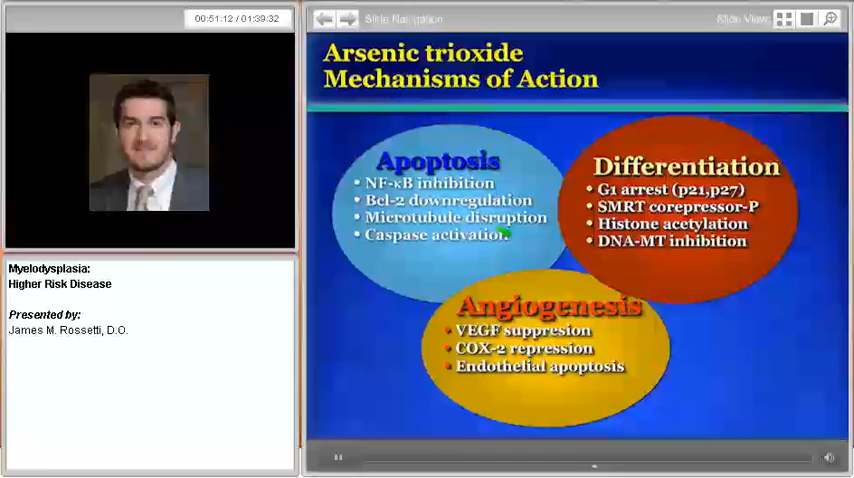 00:51:12 / 01:39:32
Slide Navigation
Slide View:
Arsenic trioxide
Mechanisms of Action
Apoptosis
• NF-κB inhibition
• Bcl-2 downregulation
• Microtubule disruption
• Caspase activation
Differentiation
• G1 arrest (p21,p27)
• SMRT corepressor-P
• Histone acetylation
• DNA-MT inhibition
Angiogenesis
• VEGF suppresion
• COX-2 repression
• Endothelial apoptosis
Myelodysplasia:
Higher Risk Disease
Presented by:
James M. Rossetti, D.O.